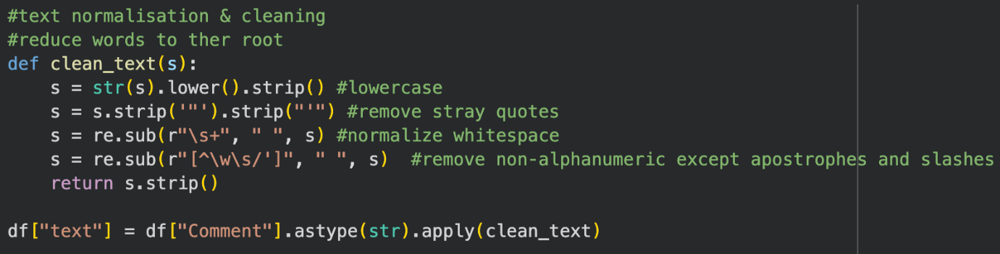 #text normalisation & cleaning
#reduce words to ther root
def clean_text(s):
    s = str(s).lower().strip() #lowercase
    s = s.strip('"').strip("'") #remove stray quotes
    s = re.sub(r"\s+", " ", s) #normalize whitespace
    s = re.sub(r"[^\w\s/']", " ", s)  #remove non-alphanumeric except apostrophes and slashes
    return s.strip()

df["text"] = df["Comment"].astype(str).apply(clean_text)